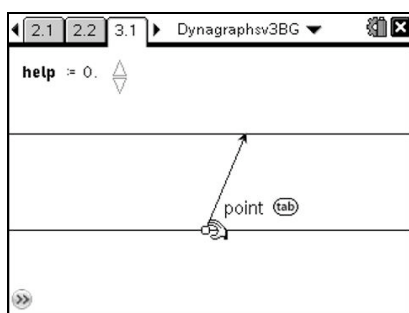 2.1 2.2 3.1 Dynagraphsv3BG
help := 0.
point tab